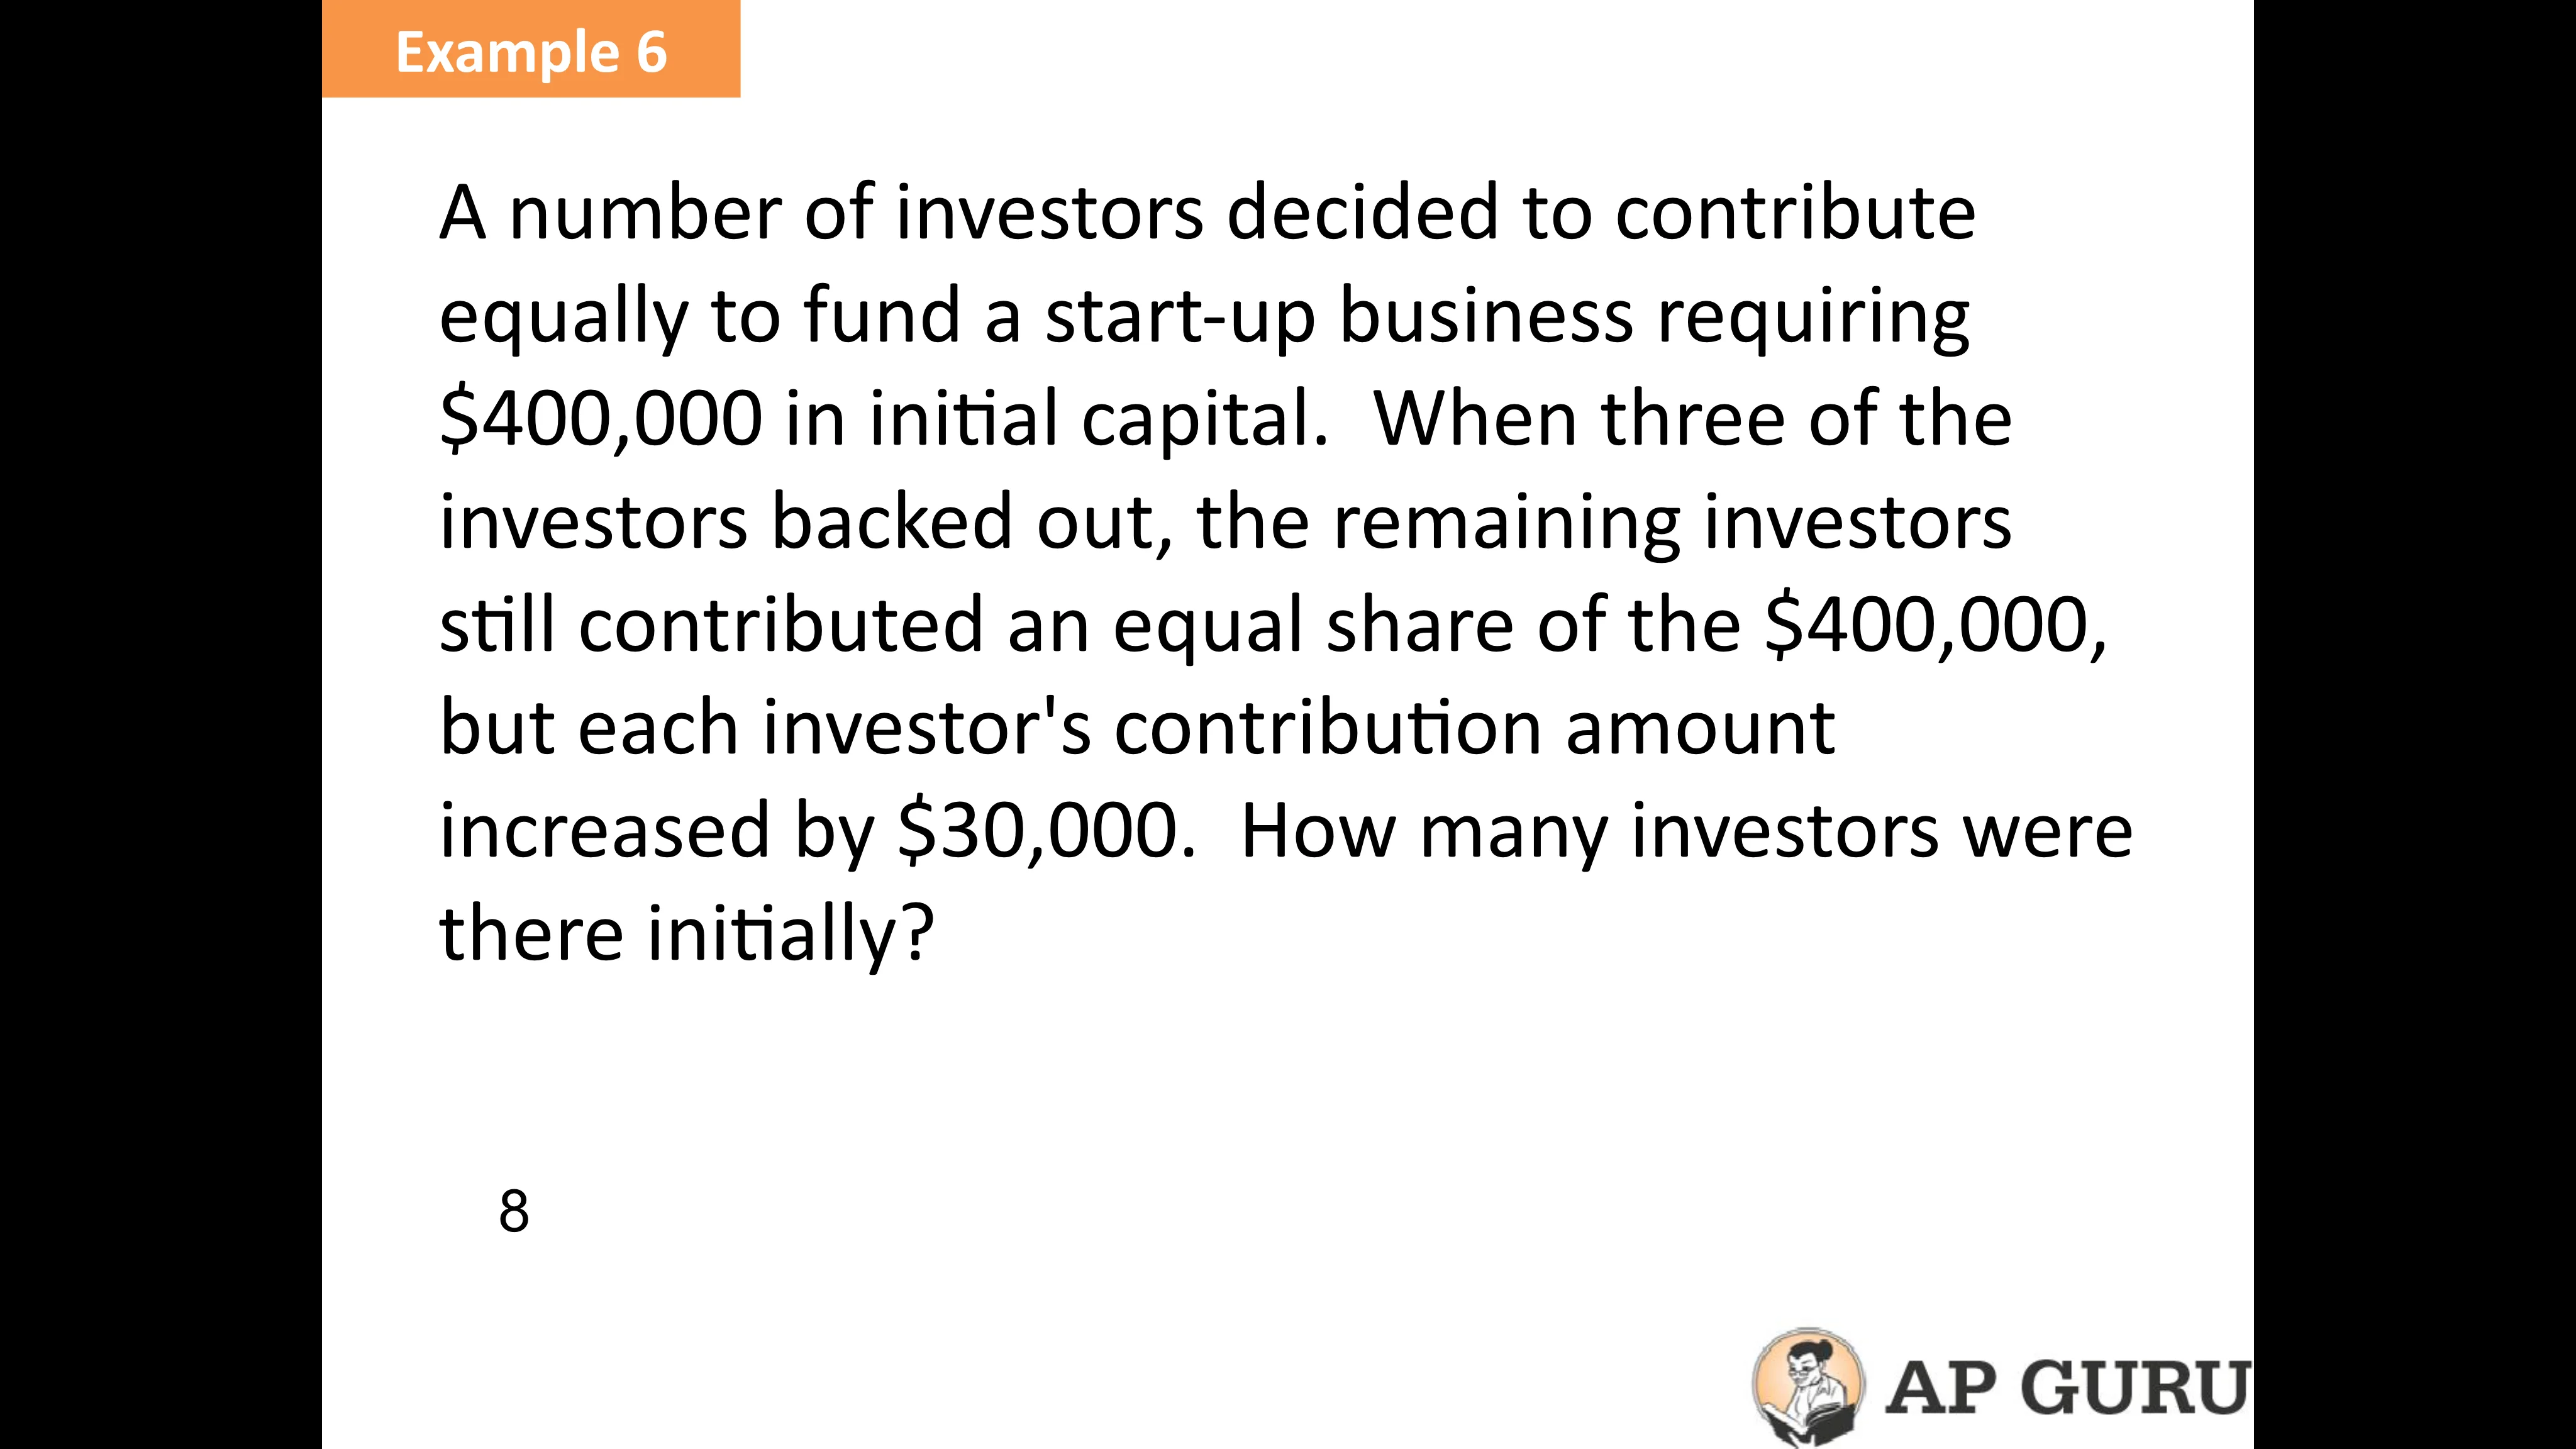 Example 6
A number of investors decided to contribute
equally to fund a start-up business requiring
$400,000 in initial capital.  When three of the
investors backed out, the remaining investors
still contributed an equal share of the $400,000,
but each investor's contribution amount
increased by $30,000.  How many investors were
there initially?
8
AP GURU